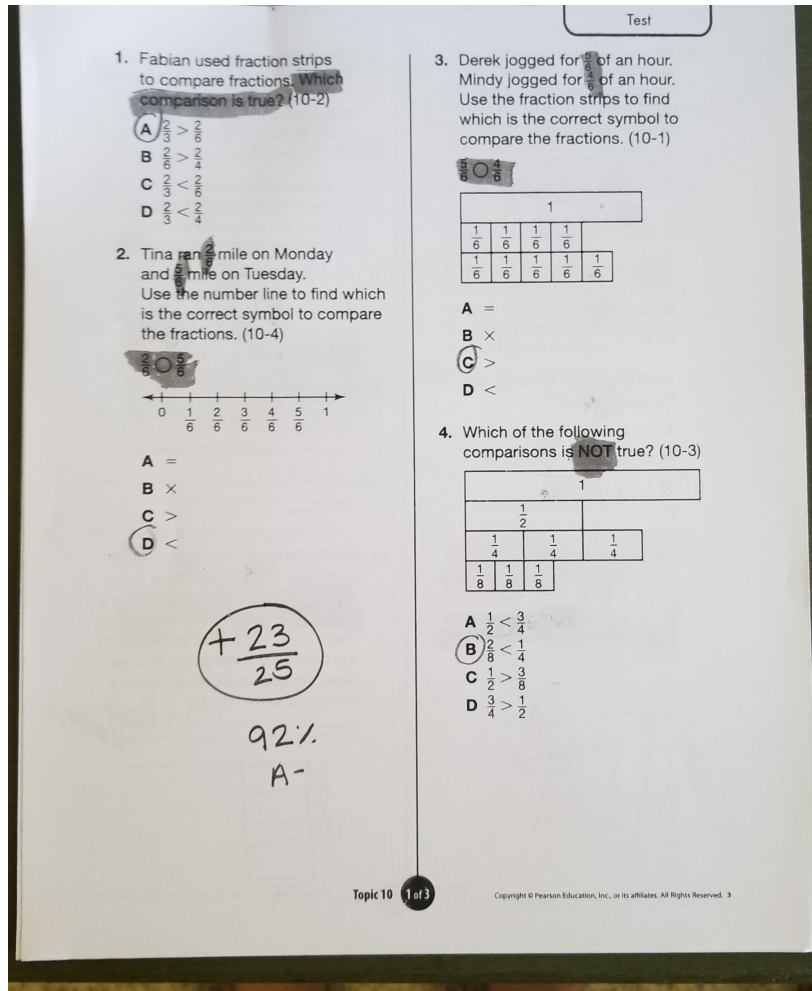 Test
1. Fabian used fraction strips
to compare fractions. Which
comparison is true? (10-2)
A 2/3 > 2/6
B 2/6 > 2/4
C 2/3 < 2/6
D 2/3 < 2/4
2. Tina ran 2/6 mile on Monday
and 5/6 mile on Tuesday.
Use the number line to find which
is the correct symbol to compare
the fractions. (10-4)
2/6 ○ 5/6
0 1/6 2/6 3/6 4/6 5/6 1
A =
B ×
C >
D <
+ 23/25
92%
A-
3. Derek jogged for 5/6 of an hour.
Mindy jogged for 4/6 of an hour.
Use the fraction strips to find
which is the correct symbol to
compare the fractions. (10-1)
5/6 ○ 4/6
1
1/6 1/6 1/6 1/6
1/6 1/6 1/6 1/6 1/6
A =
B ×
C >
D <
4. Which of the following
comparisons is NOT true? (10-3)
1
1/2
1/4 1/4 1/4
1/8 1/8 1/8
A 1/2 < 3/4
B 2/8 < 1/4
C 1/2 > 3/8
D 3/4 > 1/2
Topic 10 1 of 3
Copyright © Pearson Education, Inc., or its affiliates. All Rights Reserved. 3